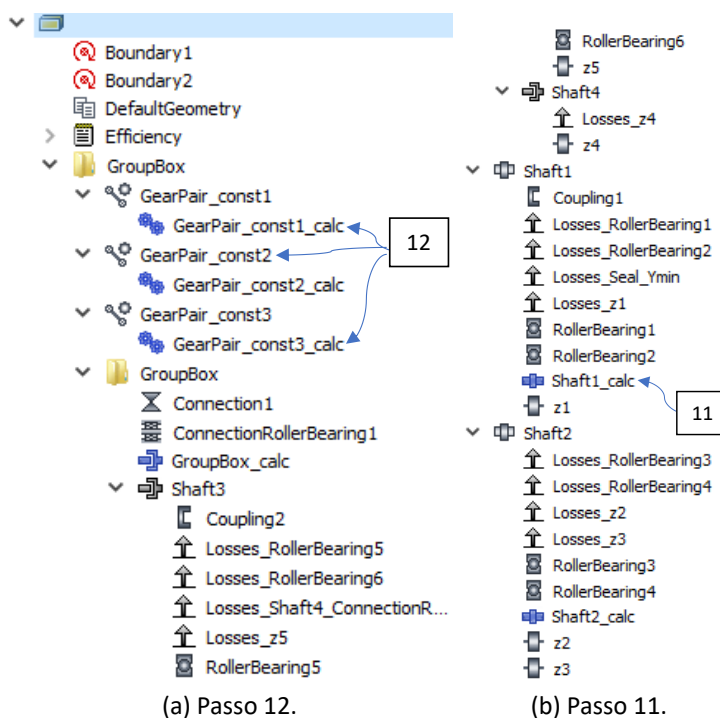 Boundary1
Boundary2
DefaultGeometry
Efficiency
GroupBox
GearPair_const1
GearPair_const1_calc
12
GearPair_const2
GearPair_const2_calc
GearPair_const3
GearPair_const3_calc
GroupBox
Connection1
ConnectionRollerBearing1
GroupBox_calc
Shaft3
Coupling2
Losses_RollerBearing5
Losses_RollerBearing6
Losses_Shaft4_ConnectionR...
Losses_z5
RollerBearing5
(a) Passo 12.
RollerBearing6
z5
Shaft4
Losses_z4
z4
Shaft1
Coupling1
Losses_RollerBearing1
Losses_RollerBearing2
Losses_Seal_Ymin
Losses_z1
RollerBearing1
RollerBearing2
Shaft1_calc
z1
11
Shaft2
Losses_RollerBearing3
Losses_RollerBearing4
Losses_z2
Losses_z3
RollerBearing3
RollerBearing4
Shaft2_calc
z2
z3
(b) Passo 11.